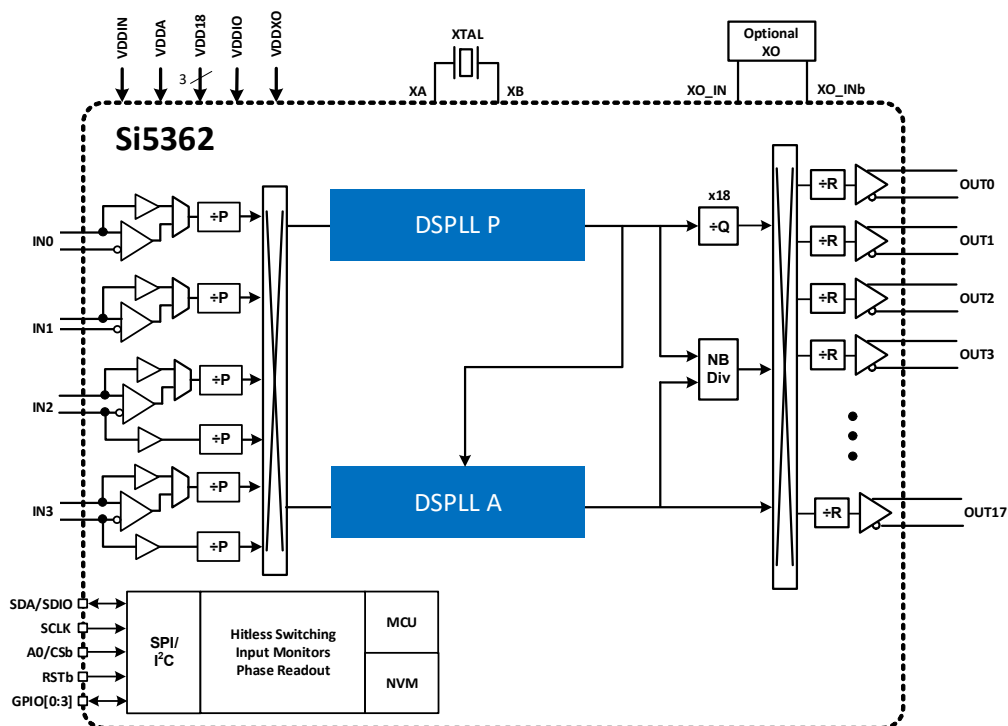 VDDIN
VDDA
VDD18
VDDIO
VDDXO
3
XTAL
XA
XB
Optional
XO
XO_IN
XO_INb
Si5362
IN0
÷P
IN1
÷P
IN2
÷P
÷P
IN3
÷P
÷P
DSPLL P
DSPLL A
x18
÷Q
NB
Div
÷R
OUT0
÷R
OUT1
÷R
OUT2
÷R
OUT3
÷R
OUT17
SDA/SDIO
SCLK
A0/CSb
RSTb
GPIO[0:3]
SPI/
I²C
Hitless Switching
Input Monitors
Phase Readout
MCU
NVM